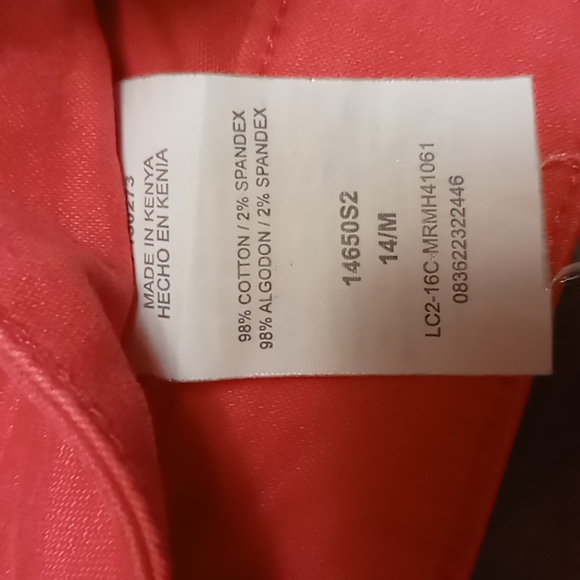 MADE IN KENYA
HECHO EN KENIA
98% COTTON / 2% SPANDEX
98% ALGODON / 2% SPANDEX
14650S2
14/M
LC2-16C-MRMH41061
083622322446